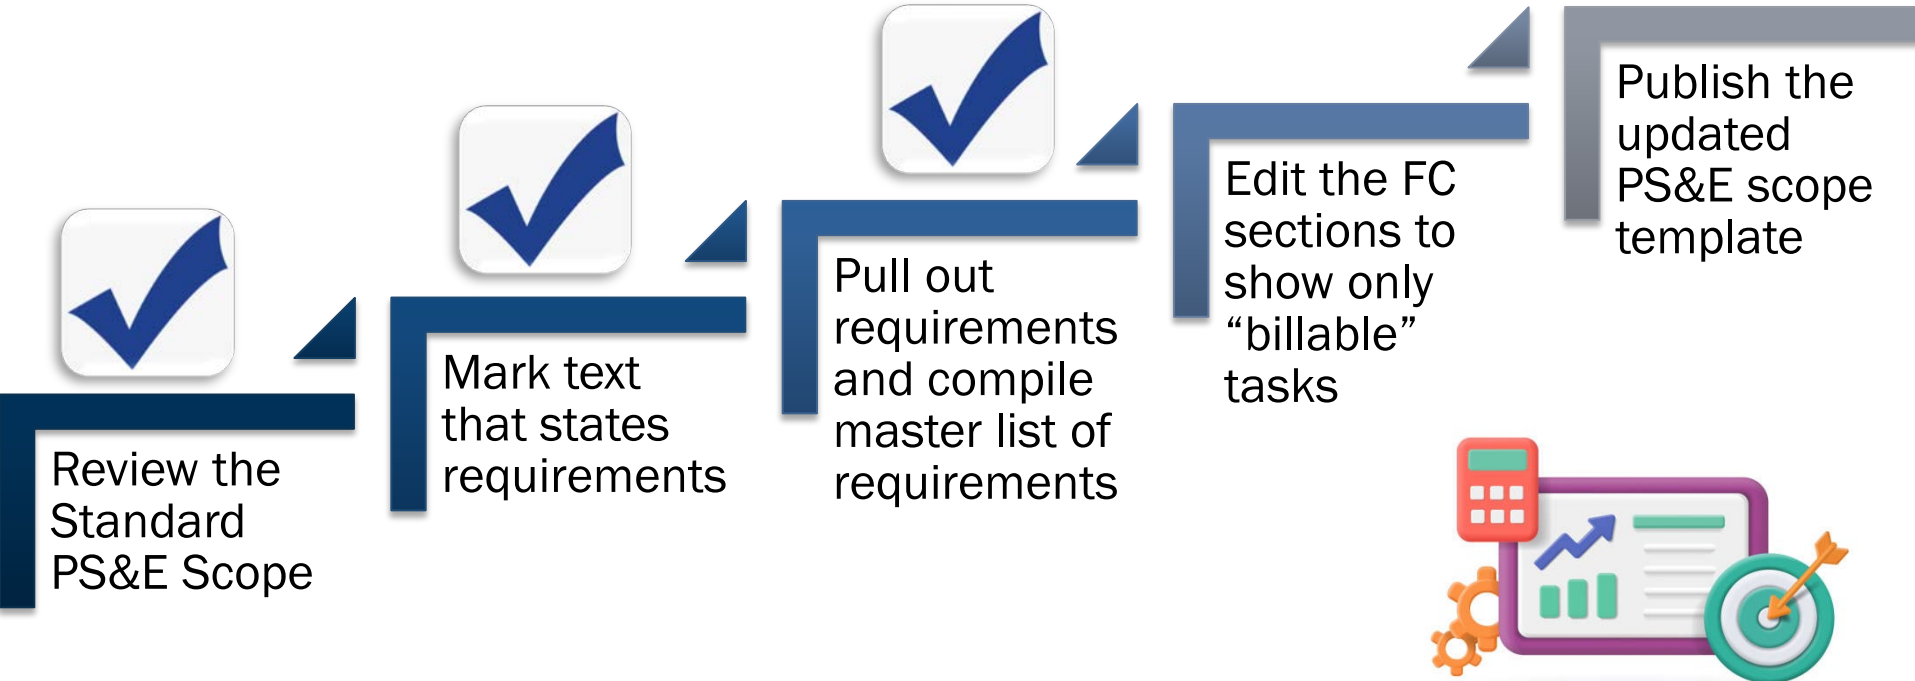 Review the
Standard
PS&E Scope
Mark text
that states
requirements
Pull out
requirements
and compile
master list of
requirements
Edit the FC
sections to
show only
“billable”
tasks
Publish the
updated
PS&E scope
template